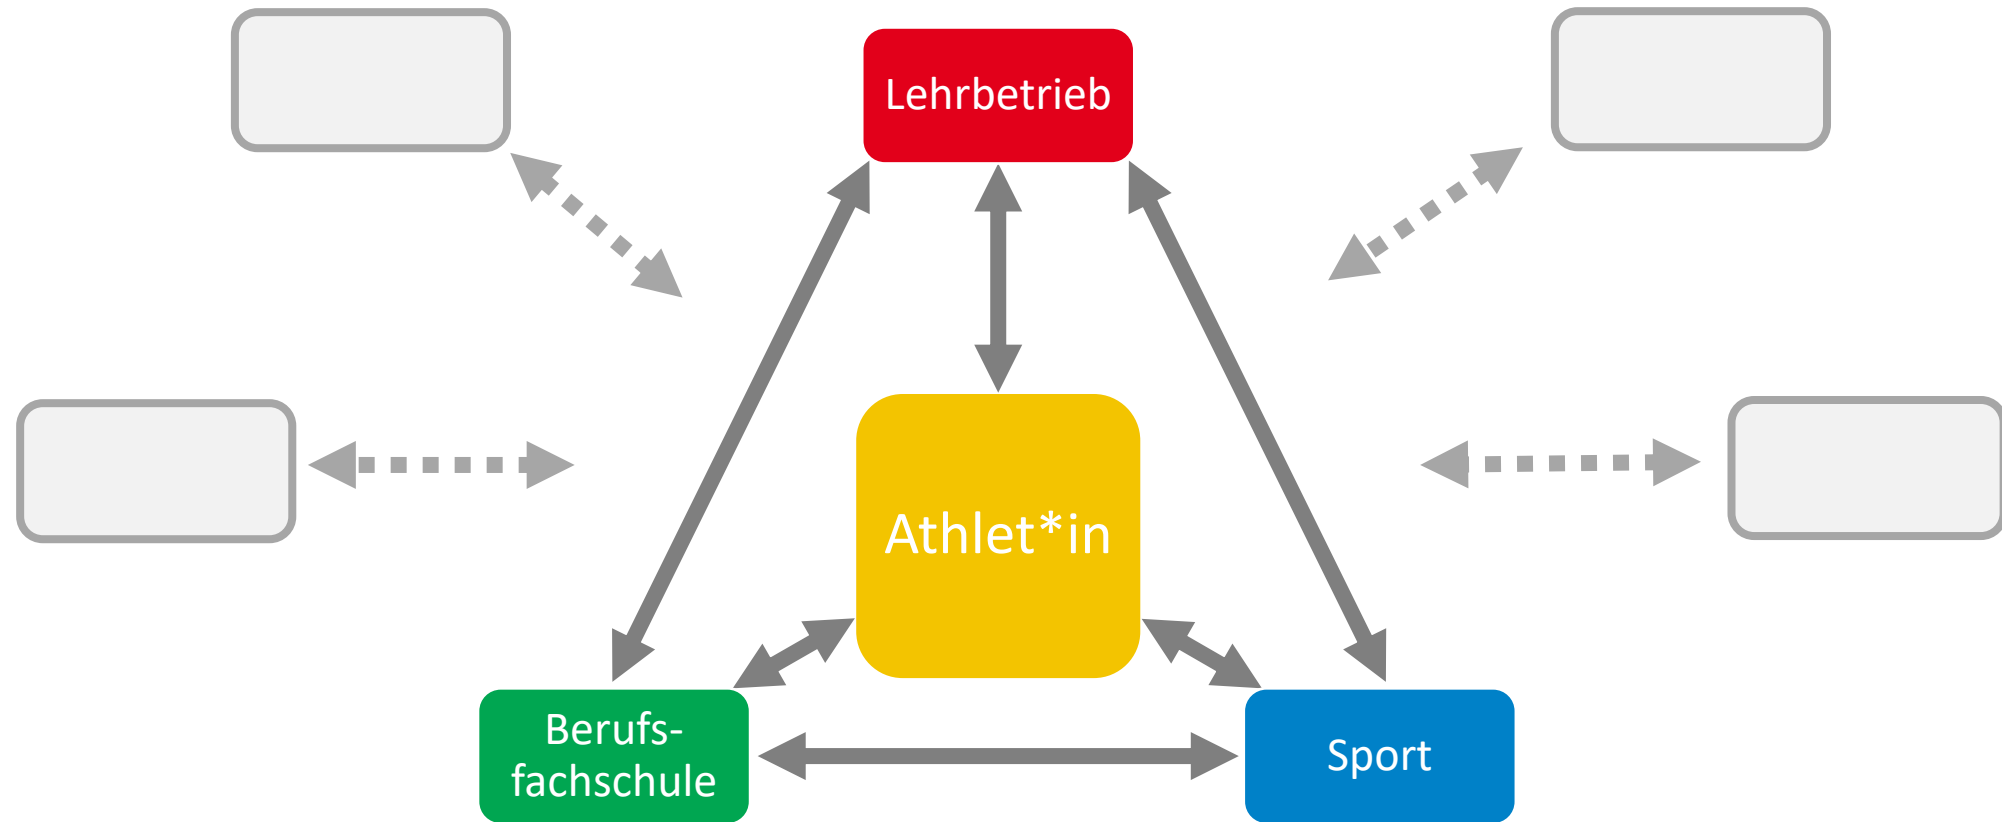 Lehrbetrieb
Athlet*in
Berufs-
fachschule
Sport